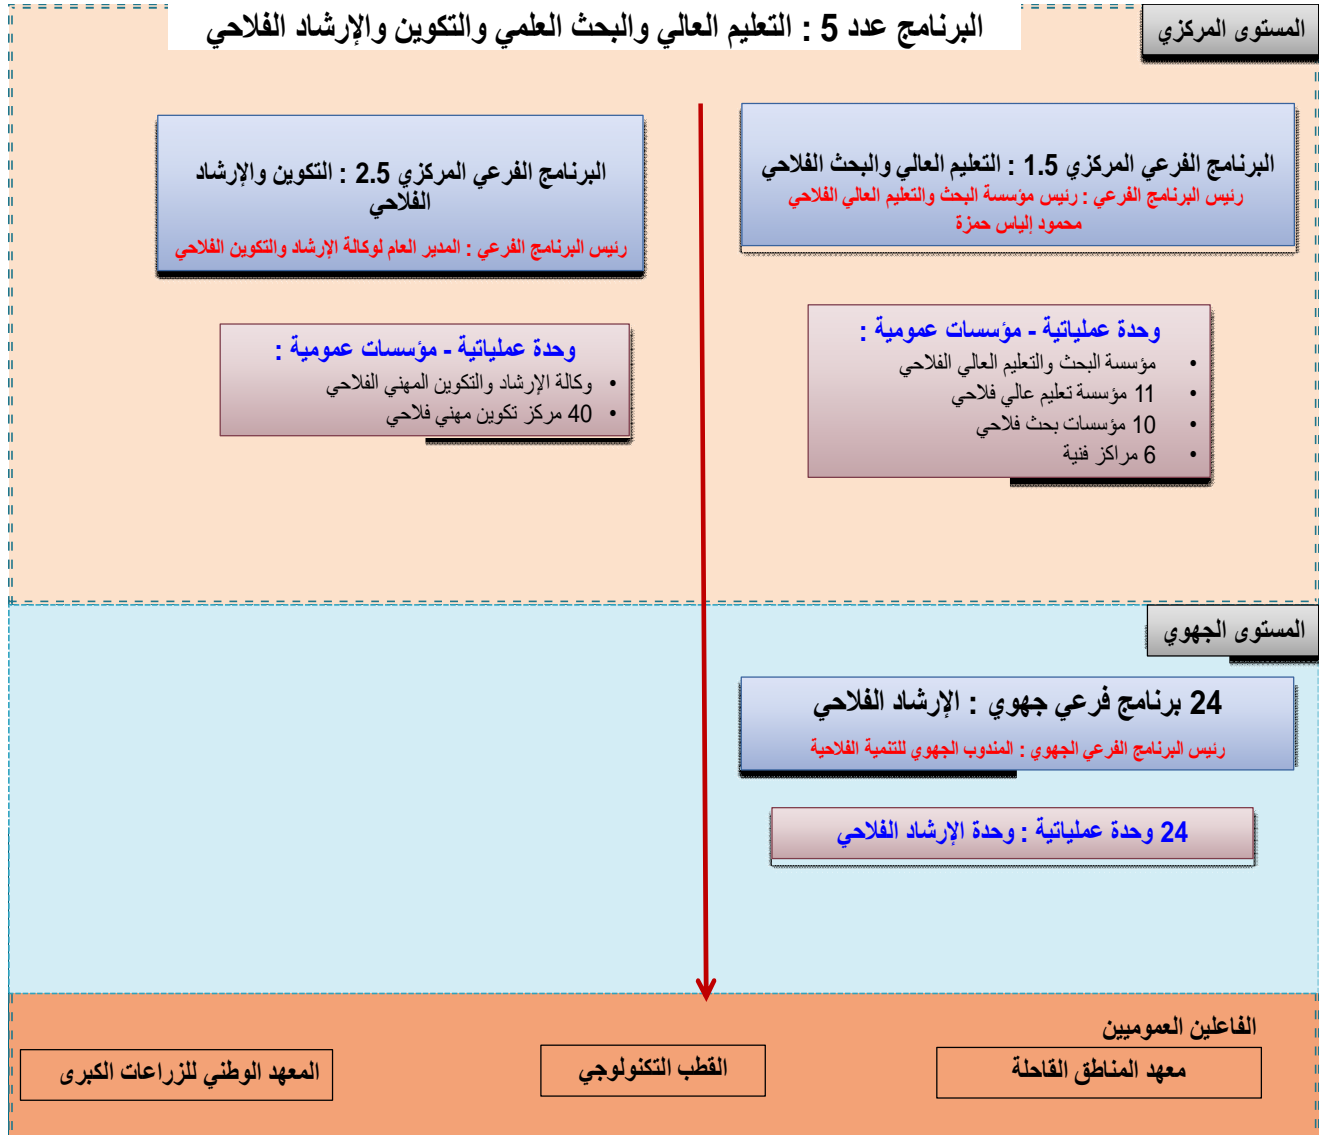 المستوى المركزي
البرنامج عدد 5 : التعليم العالي والبحث العلمي والتكوين والإرشاد الفلاحي
البرنامج الفرعي المركزي 1.5 : التعليم العالي والبحث الفلاحي
رئيس البرنامج الفرعي : رئيس مؤسسة البحث والتعليم العالي الفلاحي
محمود إلياس حمزة
وحدة عملياتية - مؤسسات عمومية :
• مؤسسة البحث والتعليم العالي الفلاحي
• 11 مؤسسة تعليم عالي فلاحي
• 10 مؤسسات بحث فلاحي
• 6 مراكز فنية
البرنامج الفرعي المركزي 2.5 : التكوين والإرشاد
الفلاحي
رئيس البرنامج الفرعي : المدير العام لوكالة الإرشاد والتكوين الفلاحي
وحدة عملياتية - مؤسسات عمومية :
• وكالة الإرشاد والتكوين المهني الفلاحي
• 40 مركز تكوين مهني فلاحي
المستوى الجهوي
24 برنامج فرعي جهوي : الإرشاد الفلاحي
رئيس البرنامج الفرعي الجهوي : المندوب الجهوي للتنمية الفلاحية
24 وحدة عملياتية : وحدة الإرشاد الفلاحي
الفاعلين العموميين
معهد المناطق القاحلة
القطب التكنولوجي
المعهد الوطني للزراعات الكبرى